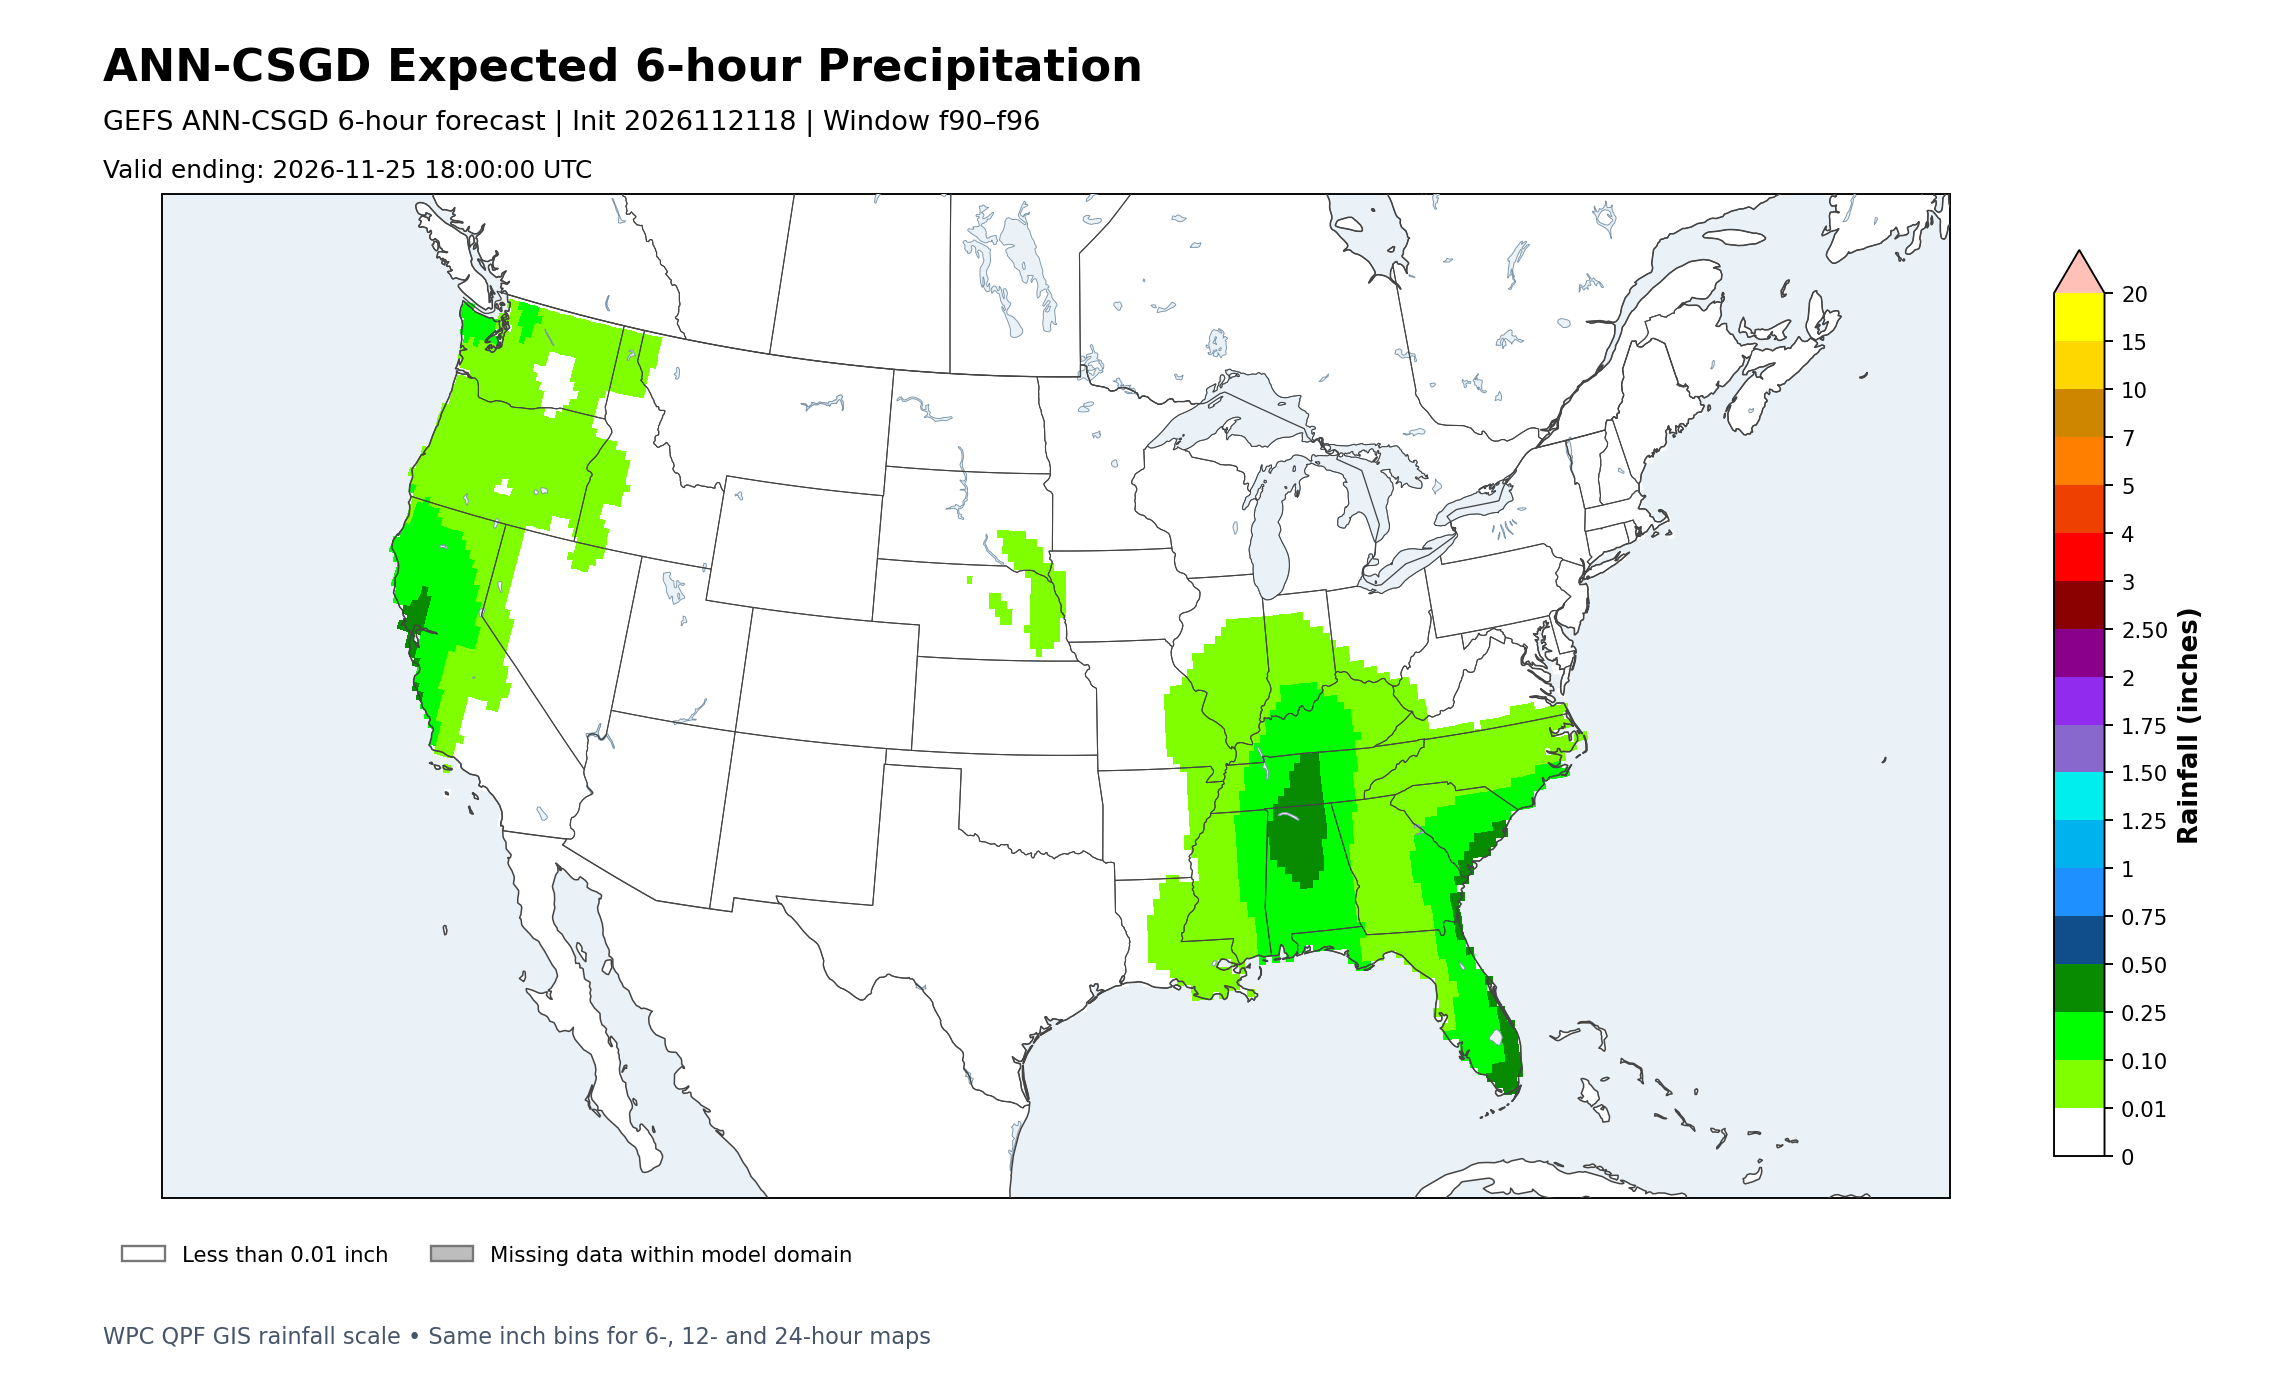 ANN-CSGD Expected 6-hour Precipitation
GEFS ANN-CSGD 6-hour forecast | Init 2026112118 | Window f90–f96
Valid ending: 2026-11-25 18:00:00 UTC
20
15
10
7
5
4
3
2.50
2
1.75
1.50
1.25
1
0.75
0.50
0.25
0.10
0.01
0
Rainfall (inches)
Less than 0.01 inch
Missing data within model domain
WPC QPF GIS rainfall scale • Same inch bins for 6-, 12- and 24-hour maps